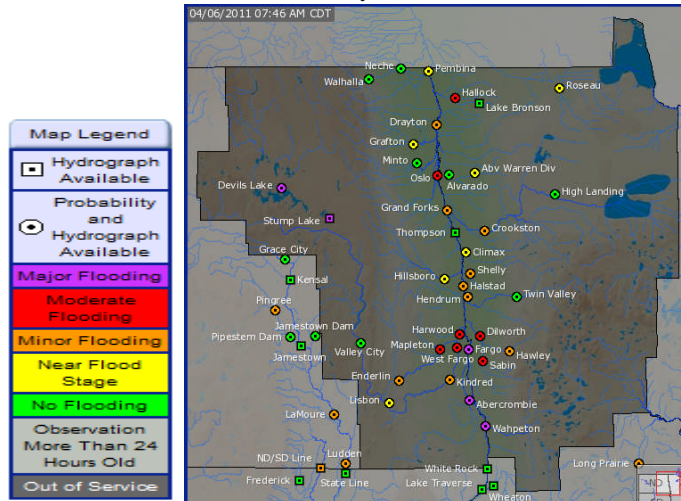 04/06/2011 07:46 AM CDT
Map Legend
Hydrograph
Available
Probability
and
Hydrograph
Available
Major Flooding
Moderate
Flooding
Minor Flooding
Near Flood
Stage
No Flooding
Observation
More Than 24
Hours Old
Out of Service
Neche
Pembina
Walhalla
Roseau
Hallock
Lake Bronson
Drayton
Grafton
Minto
Abv Warren Div
Oslo
Alvarado
Devils Lake
High Landing
Grand Forks
Stump Lake
Thompson
Crookston
Grace City
Climax
Kensal
Hillsboro
Shelly
Halstad
Hendrum
Twin Valley
Pingree
Jamestown Dam
Pipestem Dam
Jamestown
Valley City
Harwood
Dilworth
Mapleton
Fargo
Hawley
West Fargo
Sabin
Enderlin
Kindred
Lisbon
Abercrombie
LaMoure
Wahpeton
ND/SD Line
Ludden
White Rock
Long Prairie
Frederick
State Line
Lake Traverse
Wheaton
ND